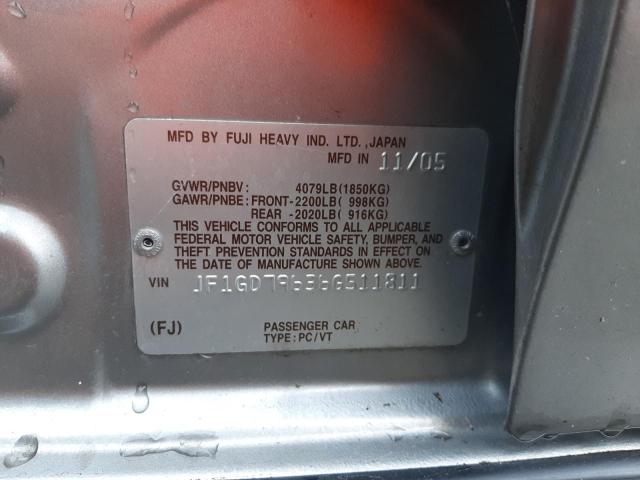 MFD BY FUJI HEAVY IND. LTD., JAPAN
MFD IN 11/05
GVWR/PNBV: 4079LB(1850KG)
GAWR/PNBE: FRONT-2200LB( 998KG)
REAR -2020LB( 916KG)
THIS VEHICLE CONFORMS TO ALL APPLICABLE
FEDERAL MOTOR VEHICLE SAFETY, BUMPER, AND
THEFT PREVENTION STANDARDS IN EFFECT ON
THE DATE OF MANUFACTURE SHOWN ABOVE.
VIN JF1GD79656G511811
(FJ) PASSENGER CAR
TYPE:PC/VT